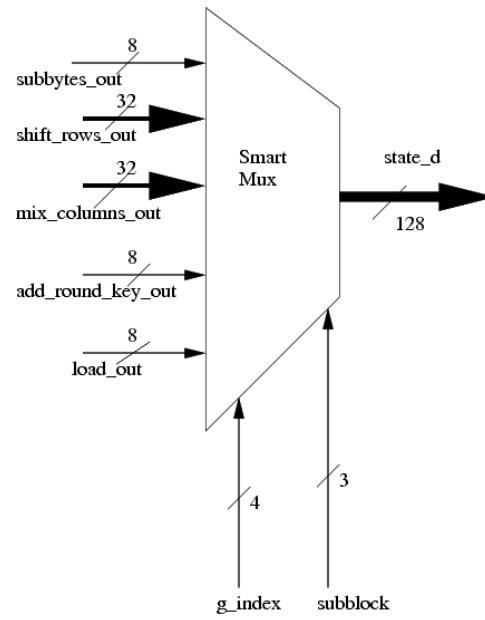 8
subbytes_out
32
shift_rows_out
32
mix_columns_out
8
add_round_key_out
8
load_out
Smart
Mux
state_d
128
4
3
g_index
subblock